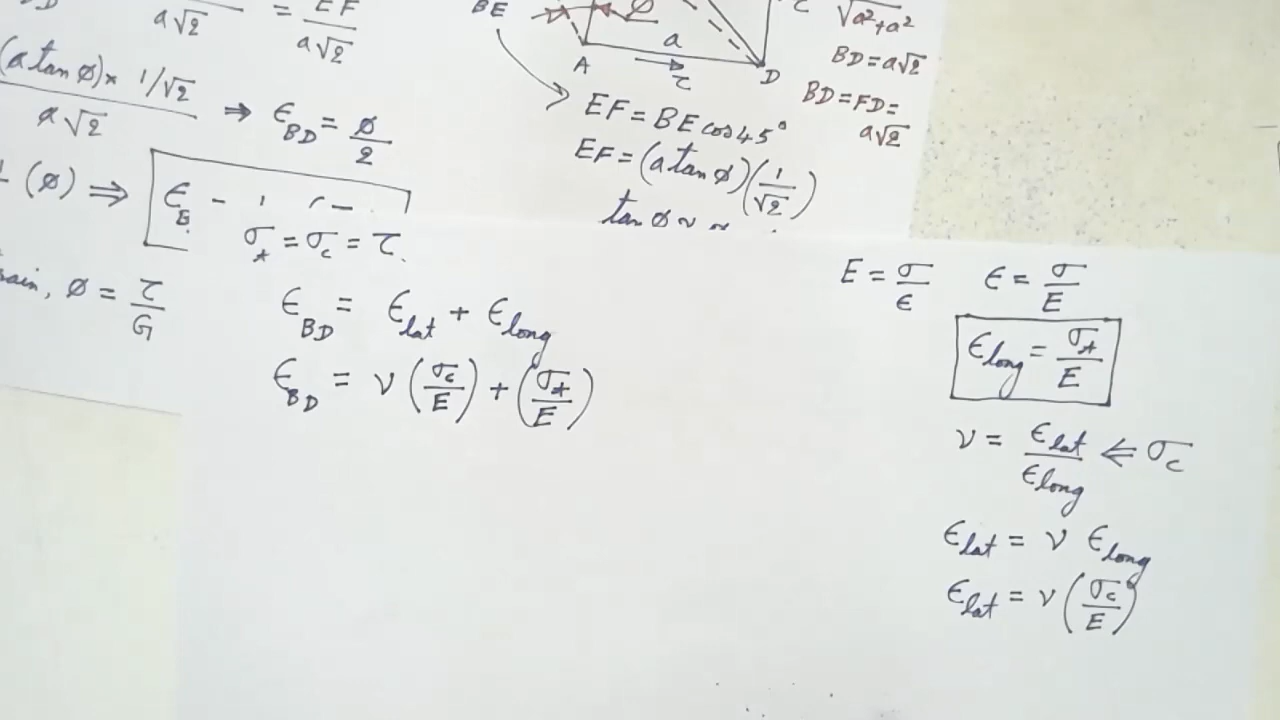 a√2 = EF / a√2
(a tan ø) × 1/√2 / a√2 ⇒ ϵ_BD = ø/2
(ø) ⇒
σ_t = σ_c = τ
ø = τ/G
BE
ø
a
A
τ
D
C
√a²+a²
BD = a√2
BD = FD =
a√2
EF = BE cos 45°
EF = (a tan ø)(1/√2)
tan ø ~ ~
ϵ_BD = ϵ_lat + ϵ_long
ϵ_BD = ν (σ_c/E) + (σ_t/E)
E = σ/ϵ ϵ = σ/E
ϵ_long = σ_t/E
ν = ϵ_lat/ϵ_long ⇐ σ_c
ϵ_lat = ν ϵ_long
ϵ_lat = ν (σ_c/E)